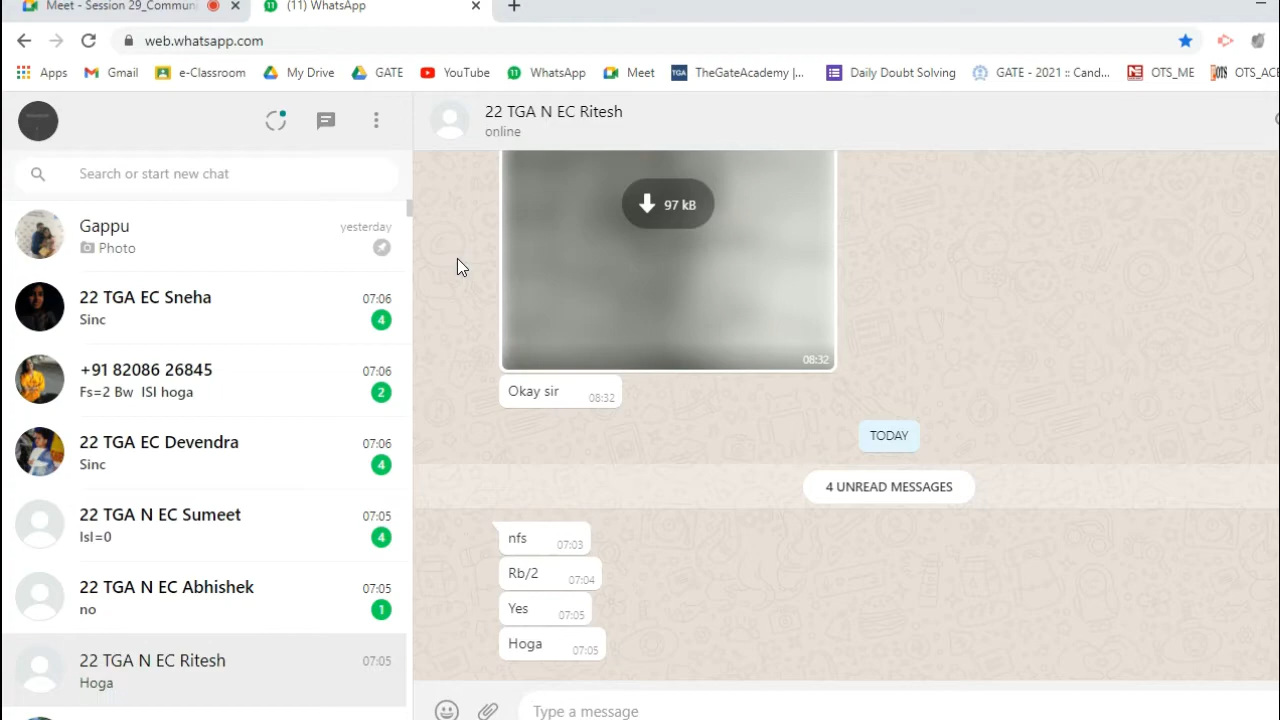 Meet - Session 29_Commun
(11) WhatsApp
web.whatsapp.com
Apps
Gm
e-Classroom
My Drive
GATE
YouTube
WhatsApp
Meet
TGA
TheGateAcademy |...
Daily Doubt Solving
GATE - 2021 :: Cand...
OTS_ME
OTS
OTS_ACE
22 TGA N EC Ritesh
online
Search or start new chat
97 kB
08:32
Gappu
yesterday
Photo
22 TGA EC Sneha
07:06
Sinc
4
+91 82086 26845
07:06
Fs=2 Bw ISI hoga
2
22 TGA EC Devendra
07:06
Sinc
4
22 TGA N EC Sumeet
07:05
Isl=0
4
22 TGA N EC Abhishek
07:05
no
1
22 TGA N EC Ritesh
07:05
Hoga
Okay sir
08:32
TODAY
4 UNREAD MESSAGES
nfs
07:03
Rb/2
07:04
Yes
07:05
Hoga
07:05
Type a message